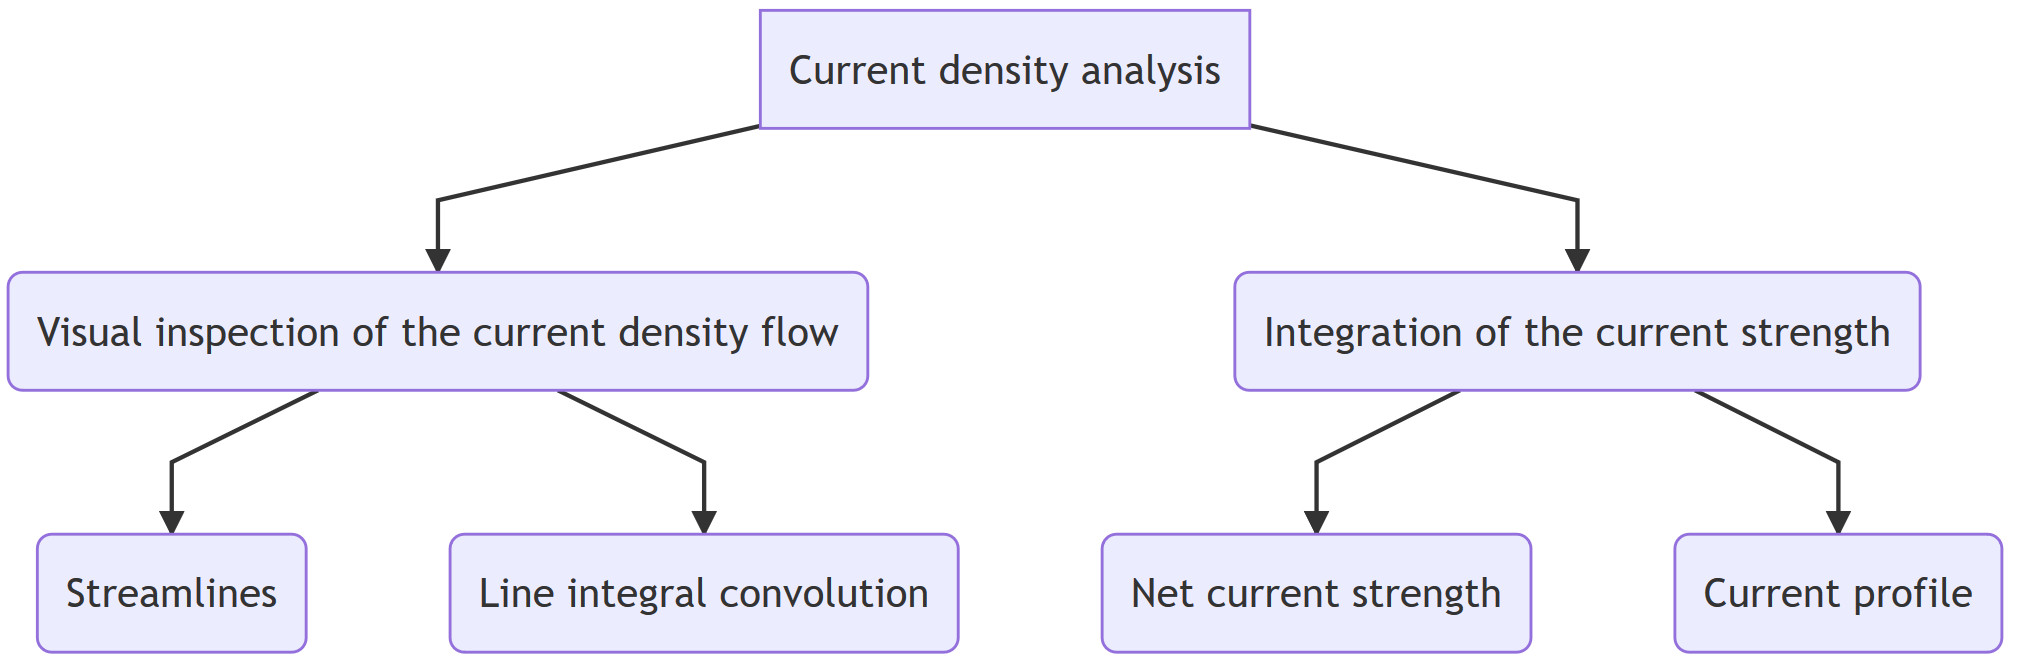 Current density analysis
Visual inspection of the current density flow
Integration of the current strength
Streamlines
Line integral convolution
Net current strength
Current profile